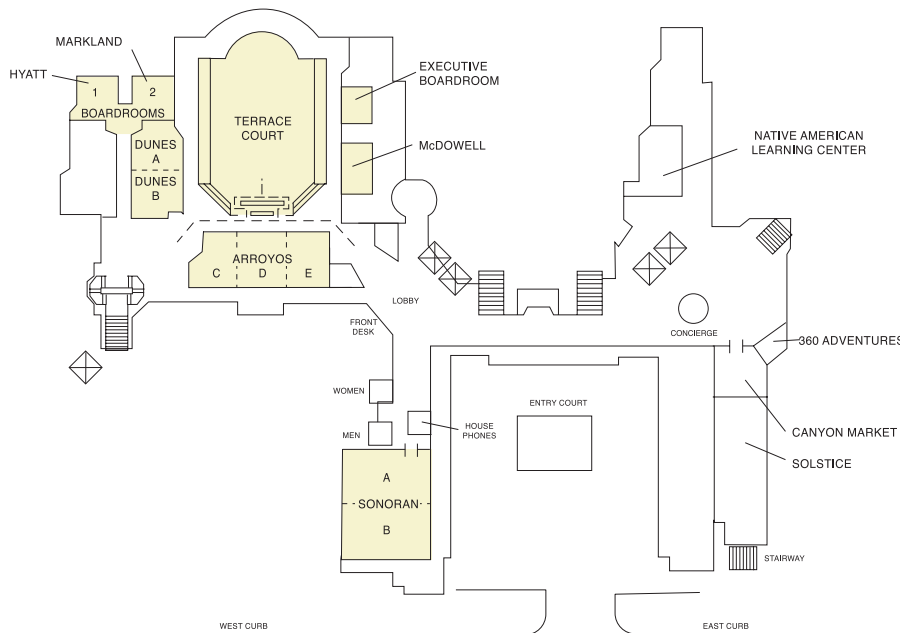 MARKLAND
HYATT
1
2
BOARDROOMS
DUNES
A
DUNES
B
TERRACE
COURT
EXECUTIVE
BOARDROOM
McDOWELL
NATIVE AMERICAN
LEARNING CENTER
ARROYOS
C
D
E
LOBBY
FRONT
DESK
CONCIERGE
360 ADVENTURES
WOMEN
MEN
HOUSE
PHONES
ENTRY COURT
CANYON MARKET
SOLSTICE
A
SONORAN
B
STAIRWAY
WEST CURB
EAST CURB